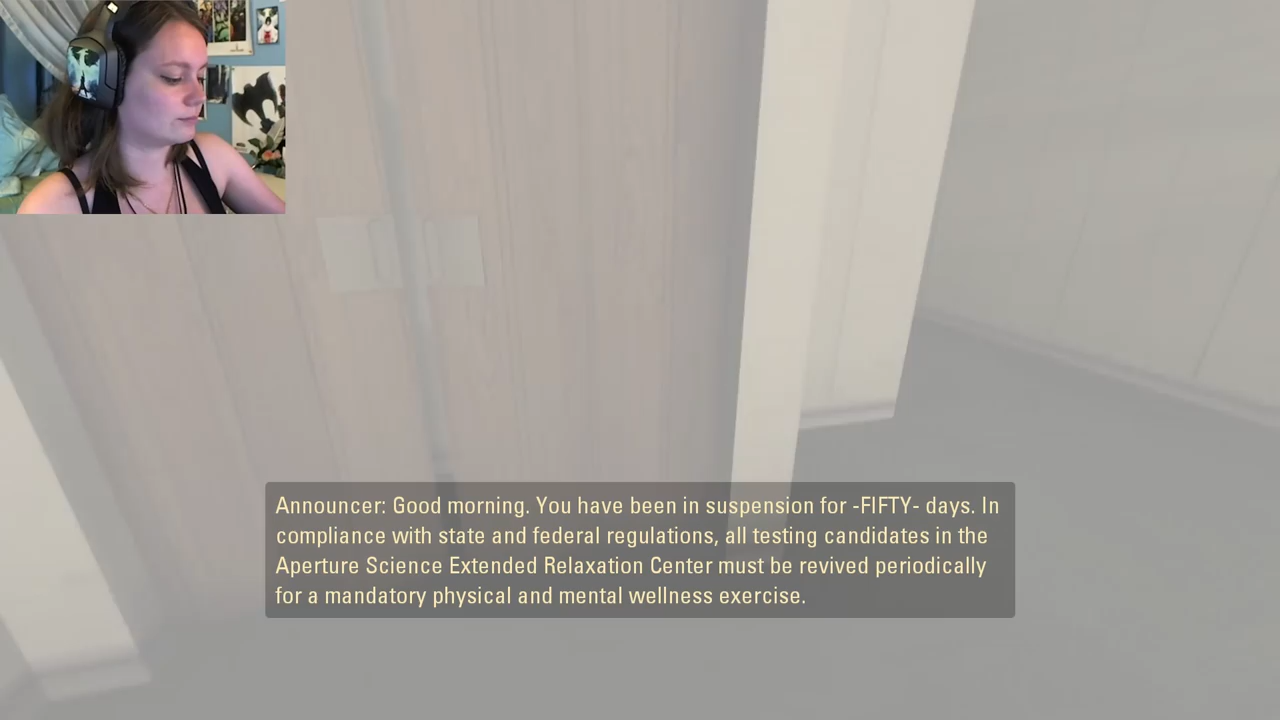 Announcer: Good morning. You have been in suspension for -FIFTY- days. In
compliance with state and federal regulations, all testing candidates in the
Aperture Science Extended Relaxation Center must be revived periodically
for a mandatory physical and mental wellness exercise.